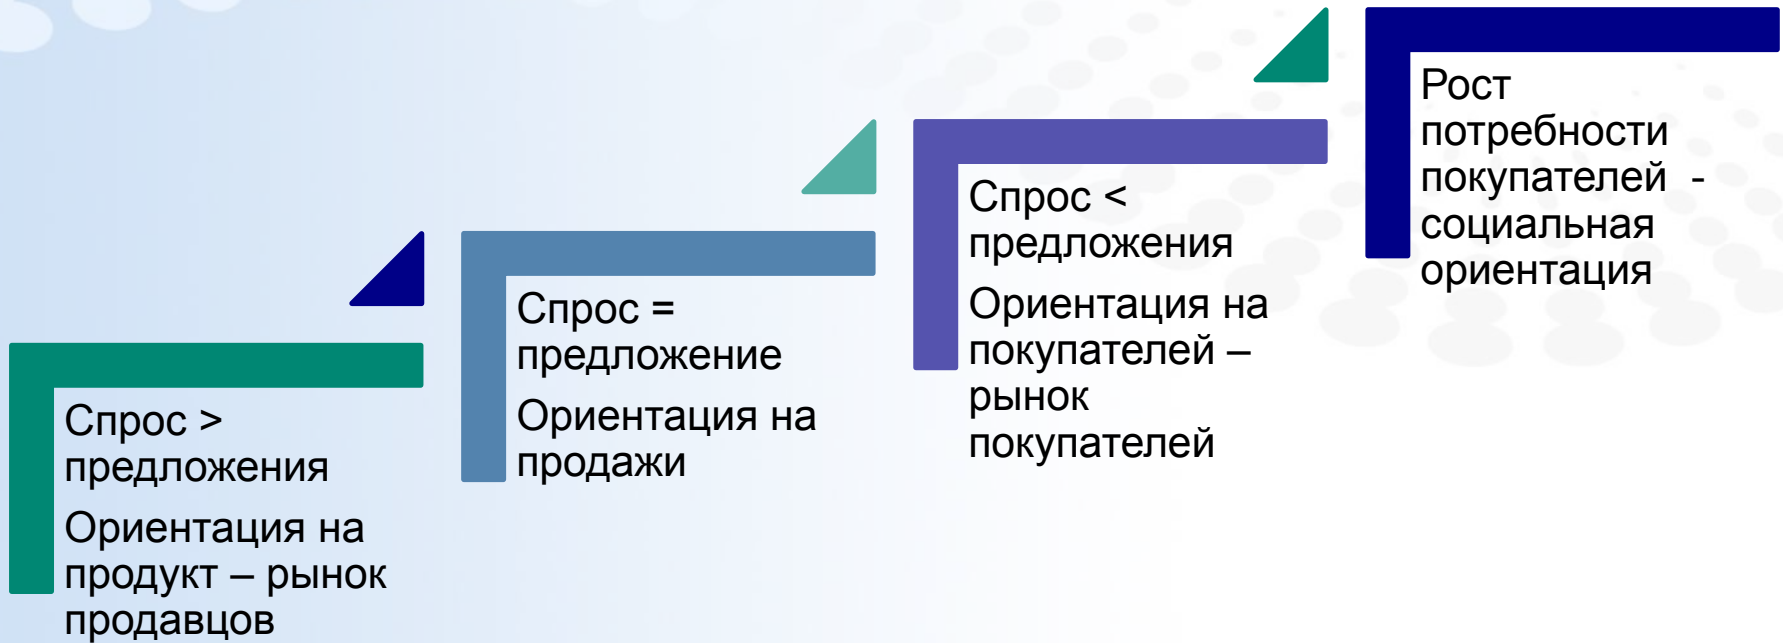 Спрос >
предложения
Ориентация на
продукт – рынок
продавцов
Спрос =
предложение
Ориентация на
продажи
Спрос <
предложения
Ориентация на
покупателей –
рынок
покупателей
Рост
потребности
покупателей -
социальная
ориентация